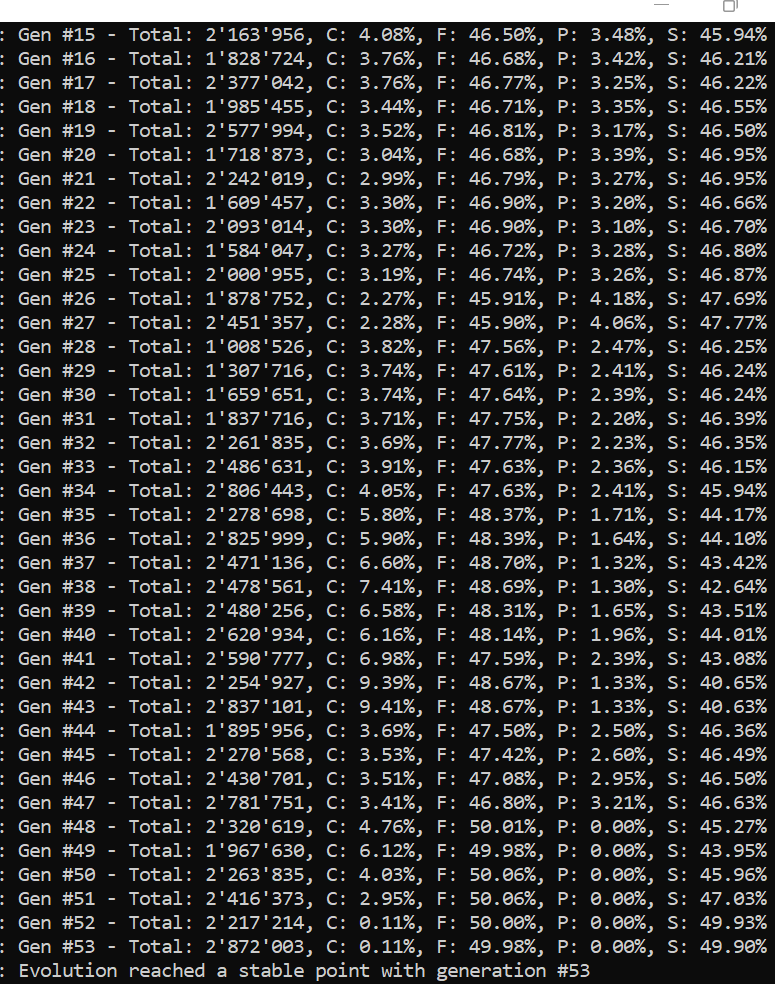 : Gen #15 - Total: 2'163'956, C: 4.08%, F: 46.50%, P: 3.48%, S: 45.94%
: Gen #16 - Total: 1'828'724, C: 3.76%, F: 46.68%, P: 3.42%, S: 46.21%
: Gen #17 - Total: 2'377'042, C: 3.76%, F: 46.77%, P: 3.25%, S: 46.22%
: Gen #18 - Total: 1'985'455, C: 3.44%, F: 46.71%, P: 3.35%, S: 46.55%
: Gen #19 - Total: 2'577'994, C: 3.52%, F: 46.81%, P: 3.17%, S: 46.50%
: Gen #20 - Total: 1'718'873, C: 3.04%, F: 46.68%, P: 3.39%, S: 46.95%
: Gen #21 - Total: 2'242'019, C: 2.99%, F: 46.79%, P: 3.27%, S: 46.95%
: Gen #22 - Total: 1'609'457, C: 3.30%, F: 46.90%, P: 3.20%, S: 46.66%
: Gen #23 - Total: 2'093'014, C: 3.30%, F: 46.90%, P: 3.10%, S: 46.70%
: Gen #24 - Total: 1'584'047, C: 3.27%, F: 46.72%, P: 3.28%, S: 46.80%
: Gen #25 - Total: 2'000'955, C: 3.19%, F: 46.74%, P: 3.26%, S: 46.87%
: Gen #26 - Total: 1'878'752, C: 2.27%, F: 45.91%, P: 4.18%, S: 47.69%
: Gen #27 - Total: 2'451'357, C: 2.28%, F: 45.90%, P: 4.06%, S: 47.77%
: Gen #28 - Total: 1'008'526, C: 3.82%, F: 47.56%, P: 2.47%, S: 46.25%
: Gen #29 - Total: 1'307'716, C: 3.74%, F: 47.61%, P: 2.41%, S: 46.24%
: Gen #30 - Total: 1'659'651, C: 3.74%, F: 47.64%, P: 2.39%, S: 46.24%
: Gen #31 - Total: 1'837'716, C: 3.71%, F: 47.75%, P: 2.20%, S: 46.39%
: Gen #32 - Total: 2'261'835, C: 3.69%, F: 47.77%, P: 2.23%, S: 46.35%
: Gen #33 - Total: 2'486'631, C: 3.91%, F: 47.63%, P: 2.36%, S: 46.15%
: Gen #34 - Total: 2'806'443, C: 4.05%, F: 47.63%, P: 2.41%, S: 45.94%
: Gen #35 - Total: 2'278'698, C: 5.80%, F: 48.37%, P: 1.71%, S: 44.17%
: Gen #36 - Total: 2'825'999, C: 5.90%, F: 48.39%, P: 1.64%, S: 44.10%
: Gen #37 - Total: 2'471'136, C: 6.60%, F: 48.70%, P: 1.32%, S: 43.42%
: Gen #38 - Total: 2'478'561, C: 7.41%, F: 48.69%, P: 1.30%, S: 42.64%
: Gen #39 - Total: 2'480'256, C: 6.58%, F: 48.31%, P: 1.65%, S: 43.51%
: Gen #40 - Total: 2'620'934, C: 6.16%, F: 48.14%, P: 1.96%, S: 44.01%
: Gen #41 - Total: 2'590'777, C: 6.98%, F: 47.59%, P: 2.39%, S: 43.08%
: Gen #42 - Total: 2'254'927, C: 9.39%, F: 48.67%, P: 1.33%, S: 40.65%
: Gen #43 - Total: 2'837'101, C: 9.41%, F: 48.67%, P: 1.33%, S: 40.63%
: Gen #44 - Total: 1'895'956, C: 3.69%, F: 47.50%, P: 2.50%, S: 46.36%
: Gen #45 - Total: 2'270'568, C: 3.53%, F: 47.42%, P: 2.60%, S: 46.49%
: Gen #46 - Total: 2'430'701, C: 3.51%, F: 47.08%, P: 2.95%, S: 46.50%
: Gen #47 - Total: 2'781'751, C: 3.41%, F: 46.80%, P: 3.21%, S: 46.63%
: Gen #48 - Total: 2'320'619, C: 4.76%, F: 50.01%, P: 0.00%, S: 45.27%
: Gen #49 - Total: 1'967'630, C: 6.12%, F: 49.98%, P: 0.00%, S: 43.95%
: Gen #50 - Total: 2'263'835, C: 4.03%, F: 50.06%, P: 0.00%, S: 45.96%
: Gen #51 - Total: 2'416'373, C: 2.95%, F: 50.06%, P: 0.00%, S: 47.03%
: Gen #52 - Total: 2'217'214, C: 0.11%, F: 50.00%, P: 0.00%, S: 49.93%
: Gen #53 - Total: 2'872'003, C: 0.11%, F: 49.98%, P: 0.00%, S: 49.90%
: Evolution reached a stable point with generation #53